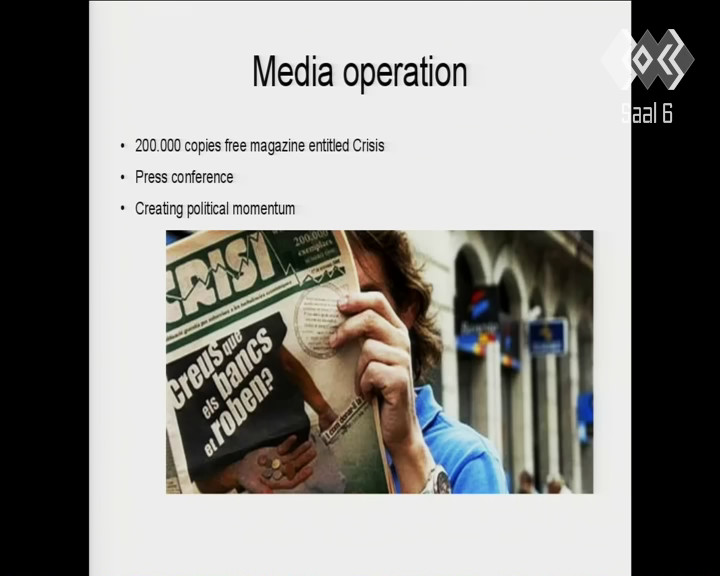 Media operation
Saal 6
• 200.000 copies free magazine entitled Crisis
• Press conference
• Creating political momentum
CRISI
200.000
exemplars
Creus que
els bancs
et roben?